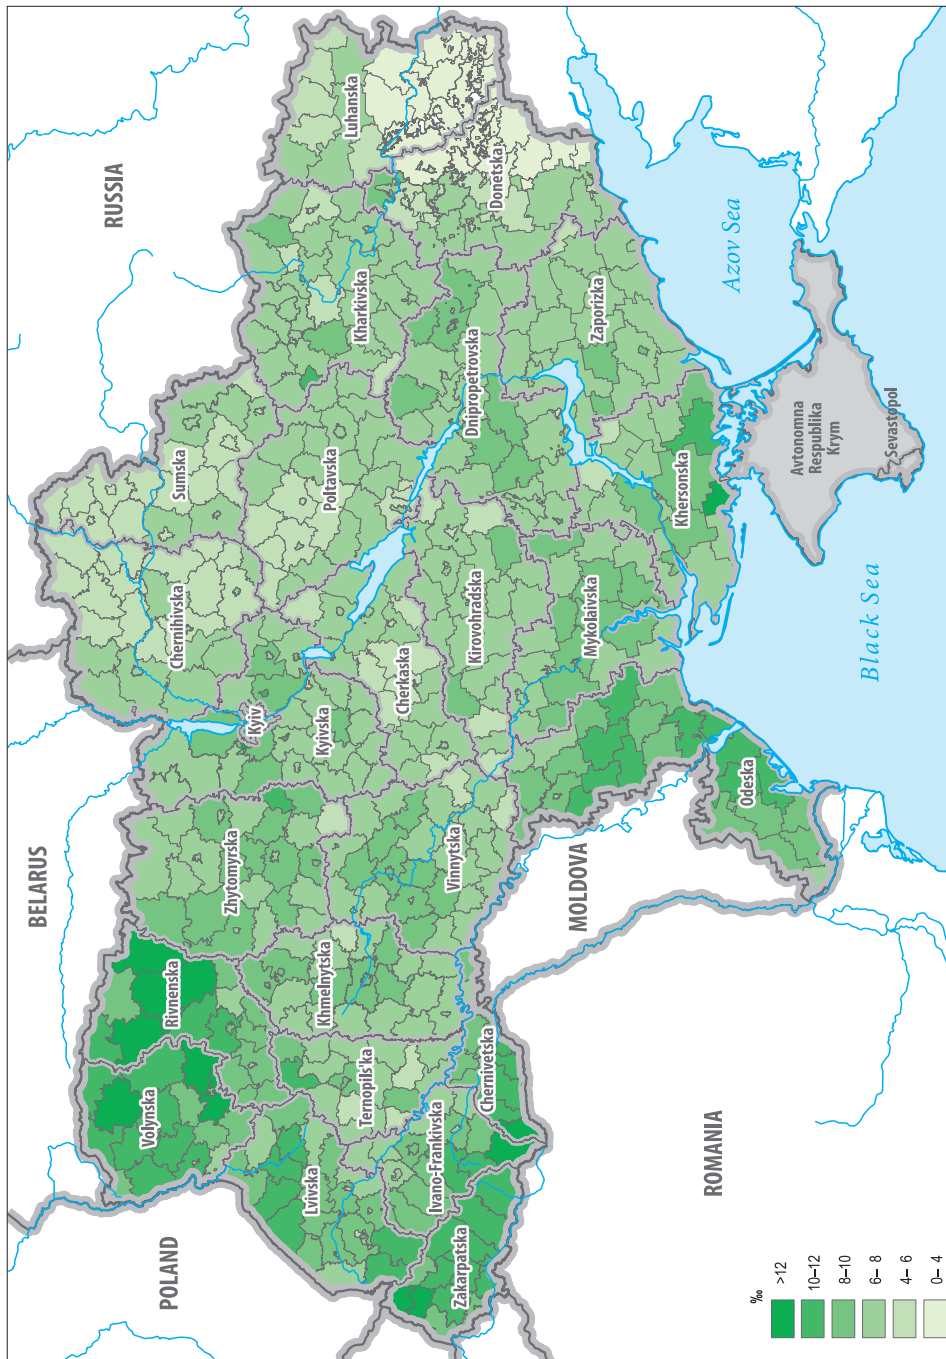 RUSSIA
BELARUS
POLAND
MOLDOVA
ROMANIA
Luhanska
Donetska
Kharkivska
Sumska
Poltavska
Dnipropetrovska
Zaporizka
Chernihivska
Kyiv
Kyivska
Cherkaska
Kirovohradska
Mykolaivska
Khersonska
Zhytomyrska
Vinnytska
Odeska
Rivnenska
Volynska
Khmelnytska
Ternopils'ka
Chernivetska
Ivano-Frankivska
Lvivska
Zakarpatska
Avtonomna
Respublika
Krym
Sevastopol
Azov Sea
Black Sea
‰
>12
10–12
8–10
6– 8
4– 6
0– 4